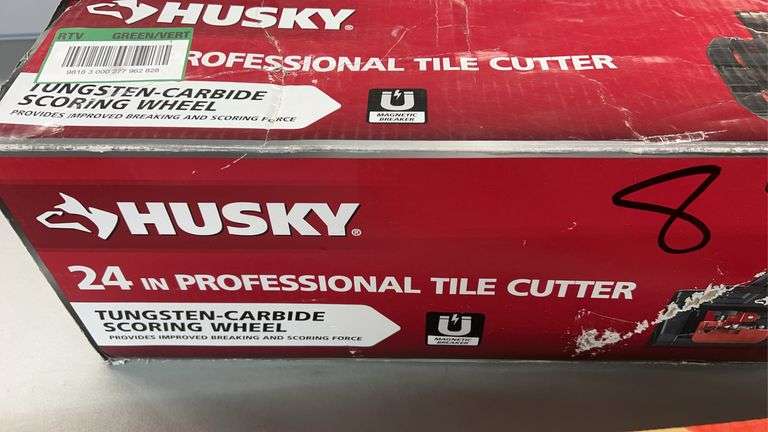 HUSKY®
RTV GREEN/VERT
9818 3 000 277 962 828
PROFESSIONAL TILE CUTTER
TUNGSTEN-CARBIDE
SCORING WHEEL
PROVIDES IMPROVED BREAKING AND SCORING FORCE
MAGNETIC
BREAKER
8
HUSKY®
24 IN PROFESSIONAL TILE CUTTER
TUNGSTEN-CARBIDE
SCORING WHEEL
PROVIDES IMPROVED BREAKING AND SCORING FORCE
MAGNETIC
BREAKER